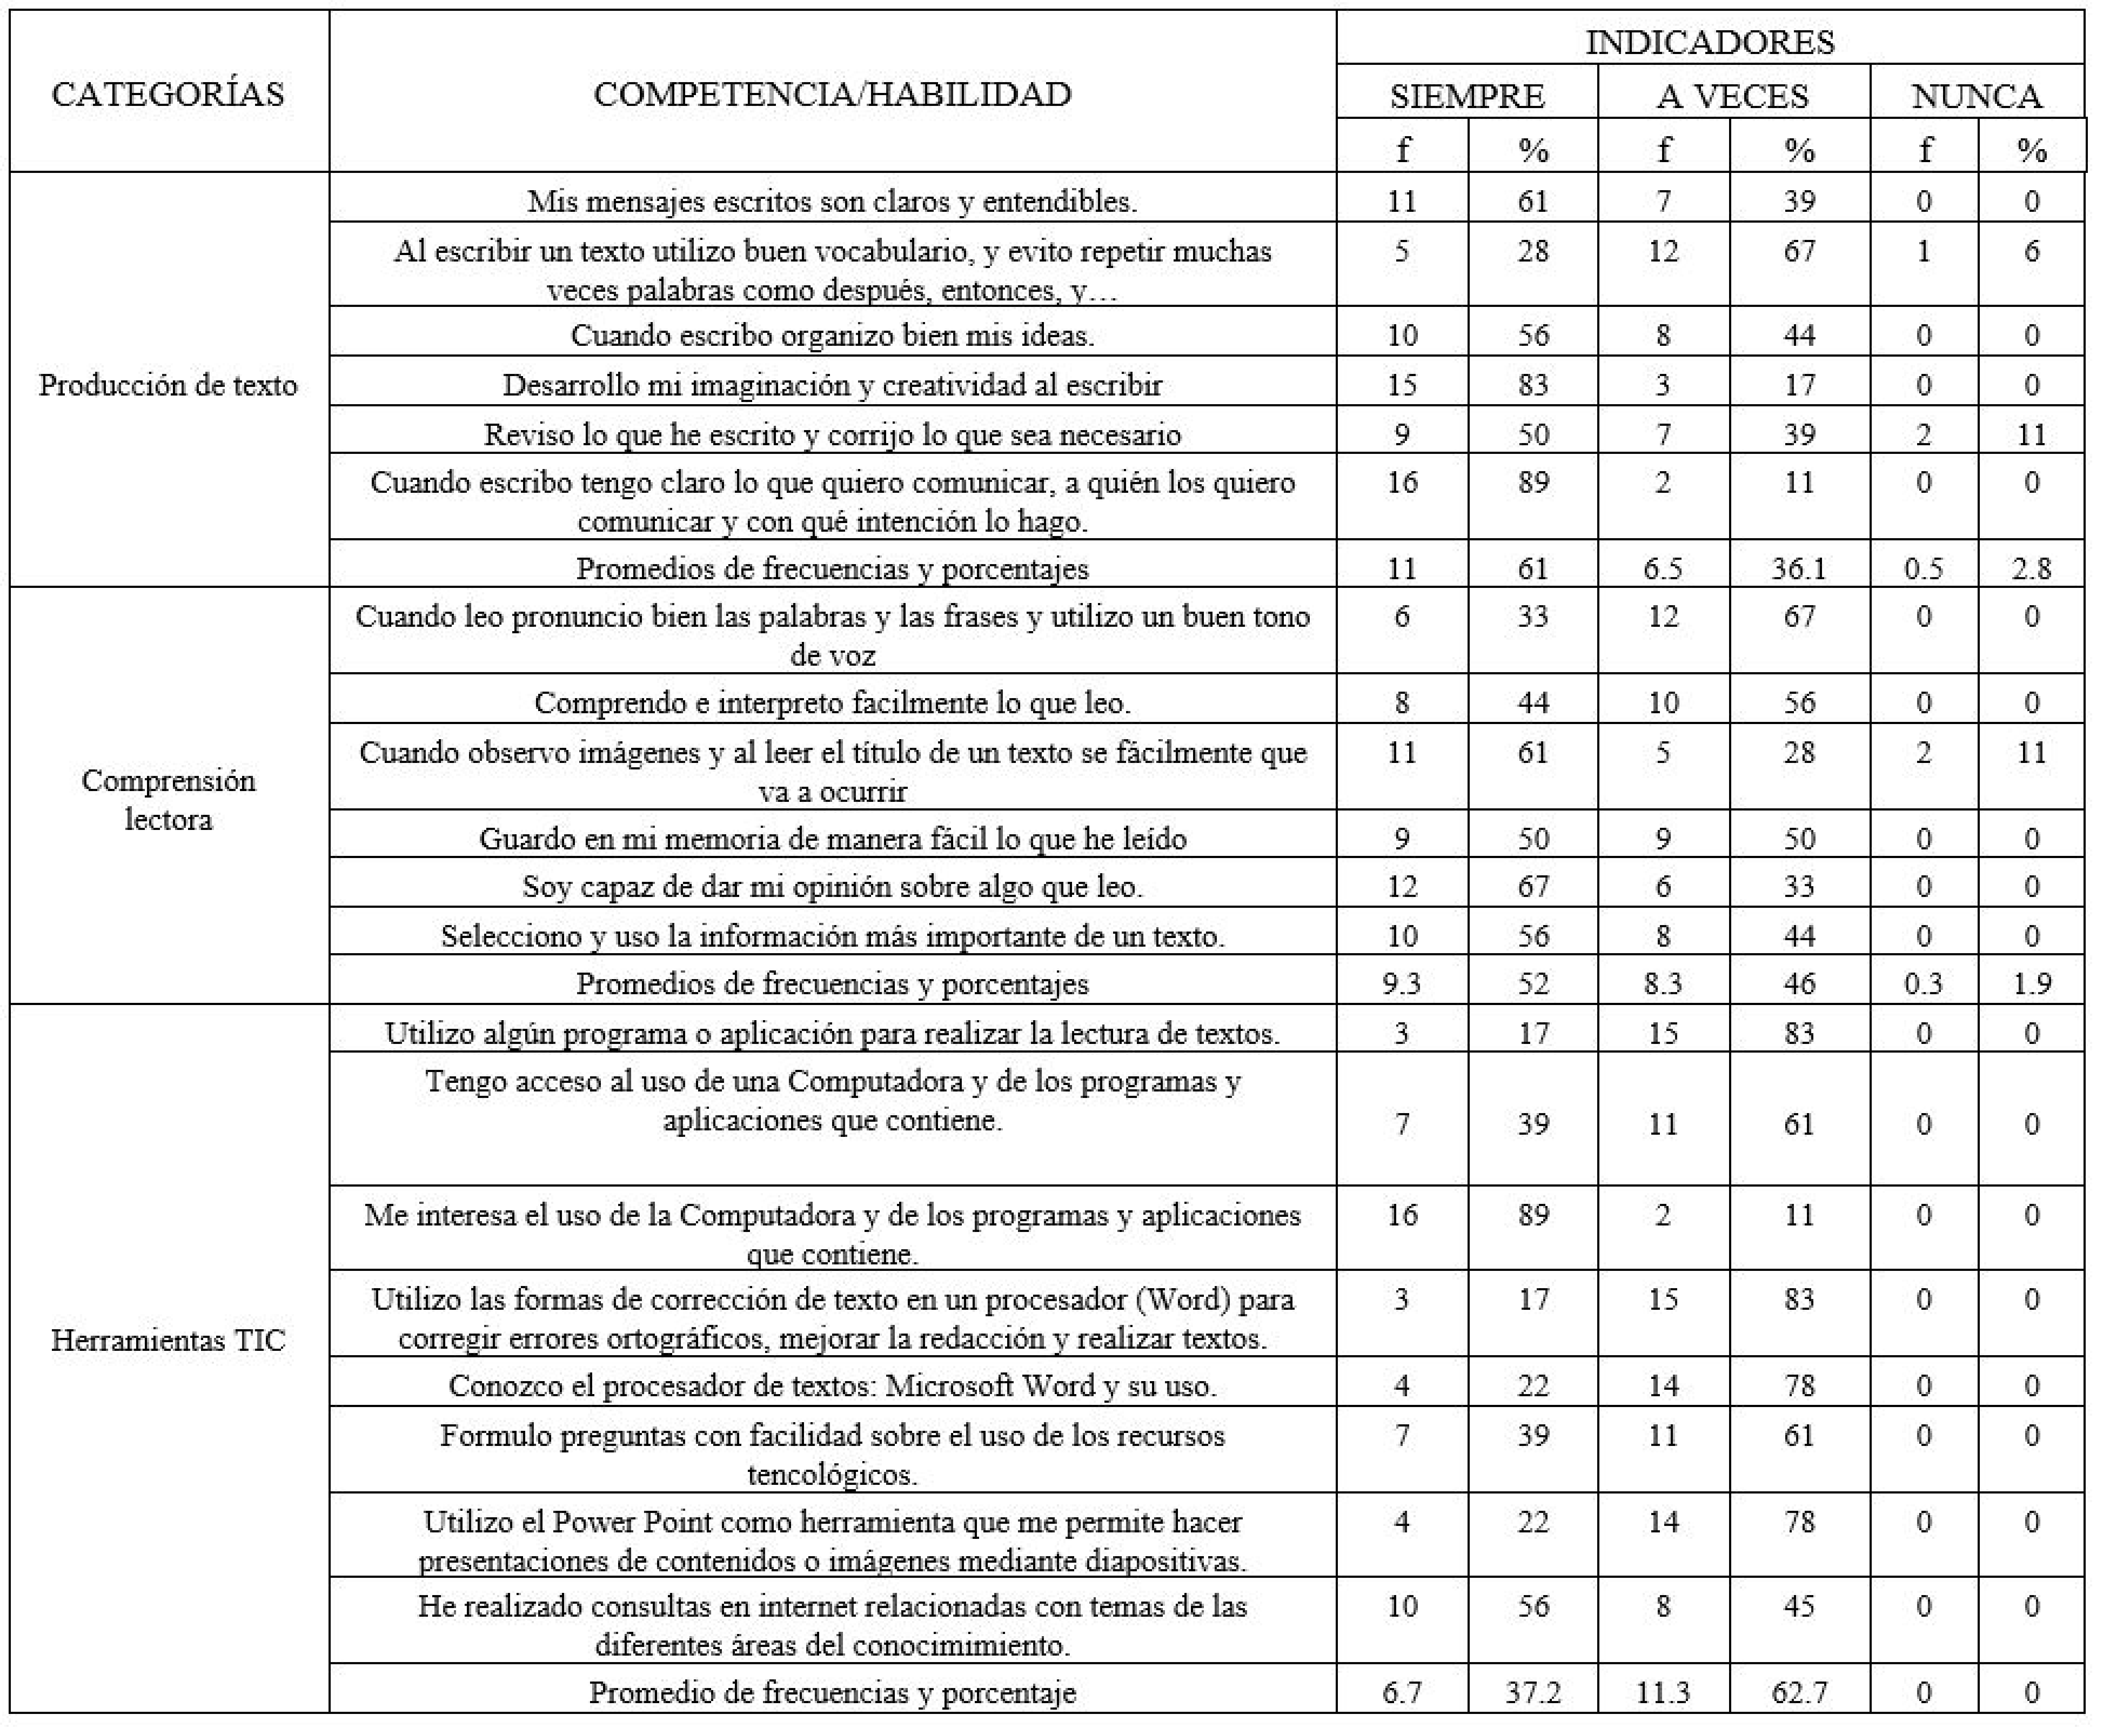 INDICADORES
CATEGORÍAS COMPETENCIA/HABILIDAD SIEMPRE A VECES NUNCA
f % f % f %
Mis mensajes escritos son claros y entendibles. 11 61 7 39 0 0
Al escribir un texto utilizo buen vocabulario, y evito repetir muchas 5 28 12 67 1 6
veces palabras como después, entonces, y…
Cuando escribo organizo bien mis ideas. 10 56 8 44 0 0
Producción de texto Desarrollo mi imaginación y creatividad al escribir 15 83 3 17 0 0
Reviso lo que he escrito y corrijo lo que sea necesario 9 50 7 39 2 11
Cuando escribo tengo claro lo que quiero comunicar, a quién los quiero 16 89 2 11 0 0
comunicar y con qué intención lo hago.
Promedios de frecuencias y porcentajes 11 61 6.5 36.1 0.5 2.8
Cuando leo pronuncio bien las palabras y las frases y utilizo un buen tono 6 33 12 67 0 0
de voz
Comprendo e interpreto facilmente lo que leo. 8 44 10 56 0 0
Cuando observo imágenes y al leer el título de un texto se fácilmente que 11 61 5 28 2 11
va a ocurrir
Comprensión
lectora
Guardo en mi memoria de manera fácil lo que he leído 9 50 9 50 0 0
Soy capaz de dar mi opinión sobre algo que leo. 12 67 6 33 0 0
Selecciono y uso la información más importante de un texto. 10 56 8 44 0 0
Promedios de frecuencias y porcentajes 9.3 52 8.3 46 0.3 1.9
Utilizo algún programa o aplicación para realizar la lectura de textos. 3 17 15 83 0 0
Tengo acceso al uso de una Computadora y de los programas y
aplicaciones que contiene. 7 39 11 61 0 0
Me interesa el uso de la Computadora y de los programas y aplicaciones 16 89 2 11 0 0
que contiene.
Utilizo las formas de corrección de texto en un procesador (Word) para 3 17 15 83 0 0
Herramientas TIC corregir errores ortográficos, mejorar la redacción y realizar textos.
Conozco el procesador de textos: Microsoft Word y su uso. 4 22 14 78 0 0
Formulo preguntas con facilidad sobre el uso de los recursos 7 39 11 61 0 0
tencológicos.
Utilizo el Power Point como herramienta que me permite hacer 4 22 14 78 0 0
presentaciones de contenidos o imágenes mediante diapositivas.
He realizado consultas en internet relacionadas con temas de las 10 56 8 45 0 0
diferentes áreas del conocimimiento.
Promedio de frecuencias y porcentaje 6.7 37.2 11.3 62.7 0 0